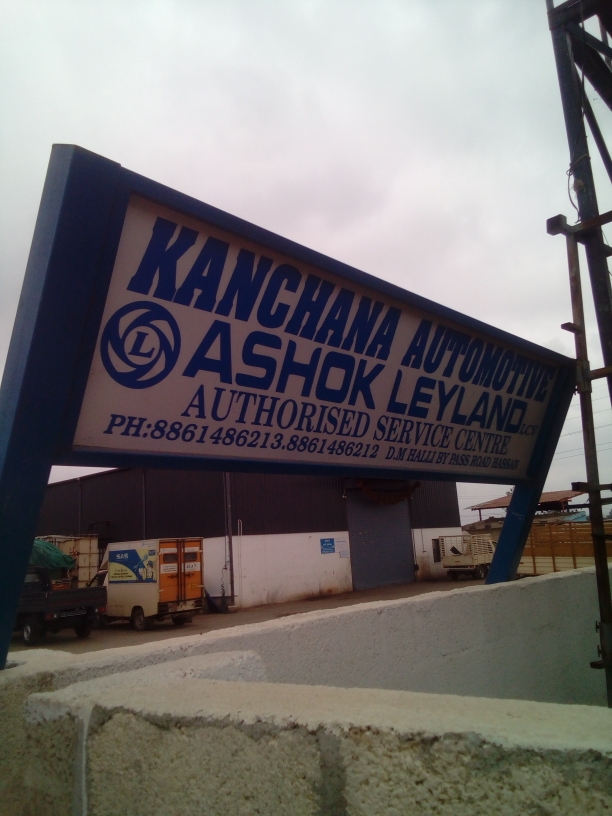 KANCHANA AUTOMOTIVE
L ASHOK LEYLAND LCV
AUTHORISED SERVICE CENTRE
PH:8861486213.8861486212 D.M HALLI BY PASS ROAD HASSAN